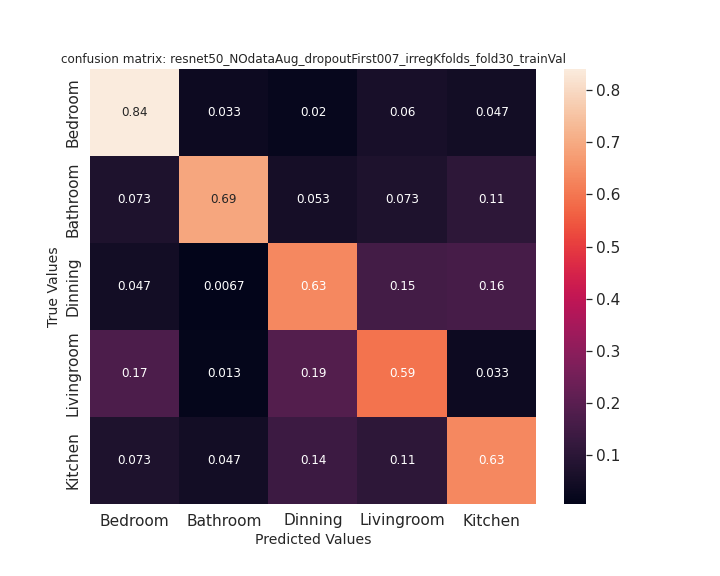 confusion matrix: resnet50_NOdataAug_dropoutFirst007_irregKfolds_fold30_trainVal
True Values
Bedroom 0.84 0.033 0.02 0.06 0.047
Bathroom 0.073 0.69 0.053 0.073 0.11
Dinning 0.047 0.0067 0.63 0.15 0.16
Livingroom 0.17 0.013 0.19 0.59 0.033
Kitchen 0.073 0.047 0.14 0.11 0.63
Bedroom Bathroom Dinning Livingroom Kitchen
Predicted Values
0.8
0.7
0.6
0.5
0.4
0.3
0.2
0.1